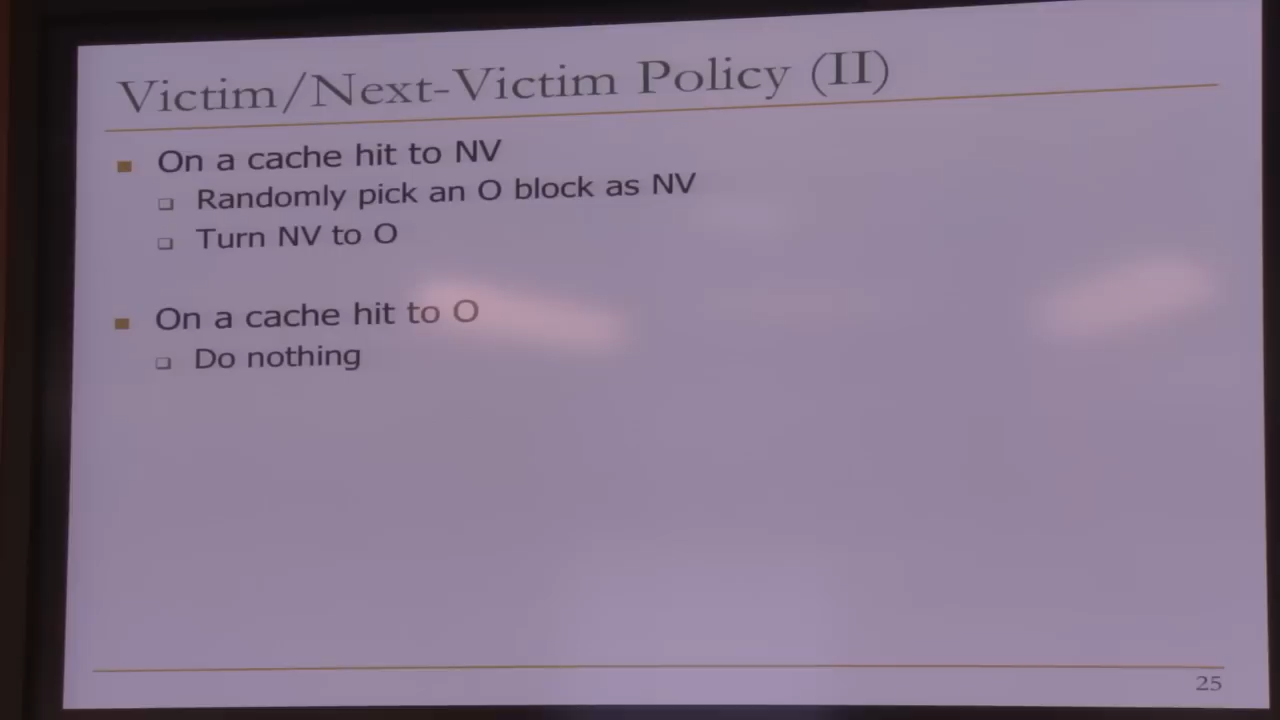 Victim/Next-Victim Policy (II)
On a cache hit to NV
Randomly pick an O block as NV
Turn NV to O
On a cache hit to O
Do nothing
25